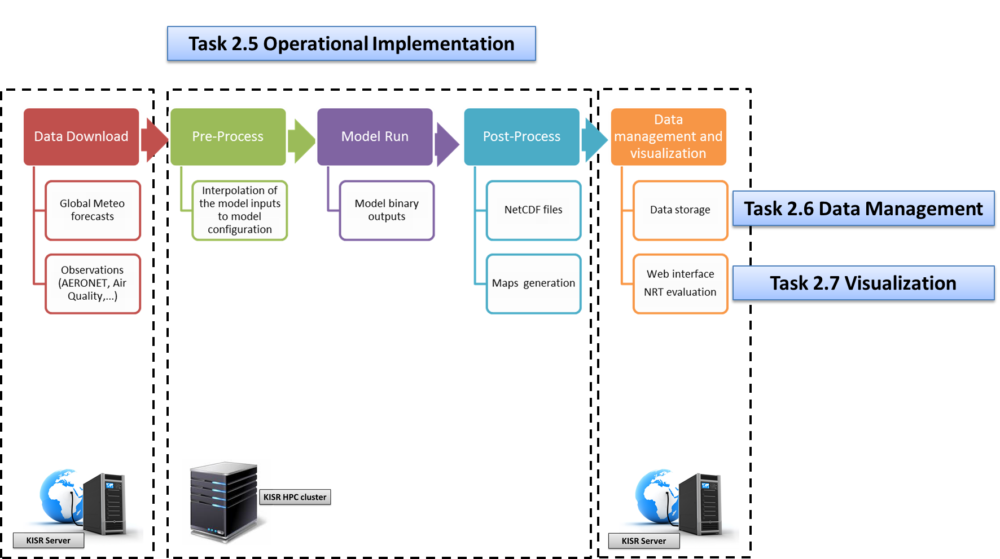 Task 2.5 Operational Implementation
Data Download
Global Meteo
forecasts
Observations
(AERONET, Air
Quality,...)
Pre-Process
Interpolation of
the model inputs
to model
configuration
Model Run
Model binary
outputs
Post-Process
NetCDF files
Maps generation
Data
management and
visualization
Data storage
Web interface
NRT evaluation
Task 2.6 Data Management
Task 2.7 Visualization
KISR Server
KISR HPC cluster
KISR Server